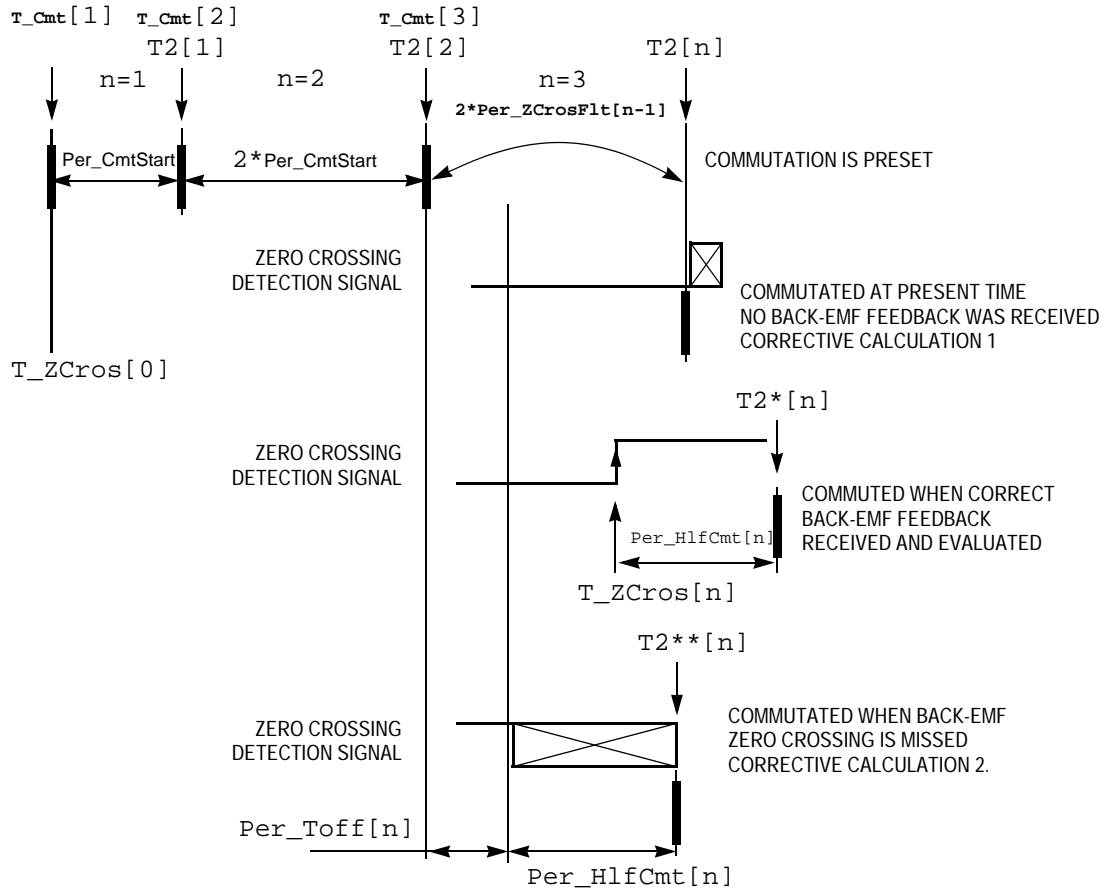 T_Cmt[1] T_Cmt[2] T_Cmt[3]
T2[1] T2[2] T2[n]
n=1 n=2 n=3
2*Per_ZCrosFlt[n-1]
Per_CmtStart 2*Per_CmtStart
COMMUTATION IS PRESET
ZERO CROSSING
DETECTION SIGNAL
COMMUTATED AT PRESENT TIME
NO BACK-EMF FEEDBACK WAS RECEIVED
CORRECTIVE CALCULATION 1
T_ZCros[0]
T2*[n]
ZERO CROSSING
DETECTION SIGNAL
COMMUTED WHEN CORRECT
BACK-EMF FEEDBACK
RECEIVED AND EVALUATED
Per_HlfCmt[n]
T_ZCros[n]
T2**[n]
ZERO CROSSING
DETECTION SIGNAL
COMMUTATED WHEN BACK-EMF
ZERO CROSSING IS MISSED
CORRECTIVE CALCULATION 2.
Per_Toff[n]
Per_HlfCmt[n]